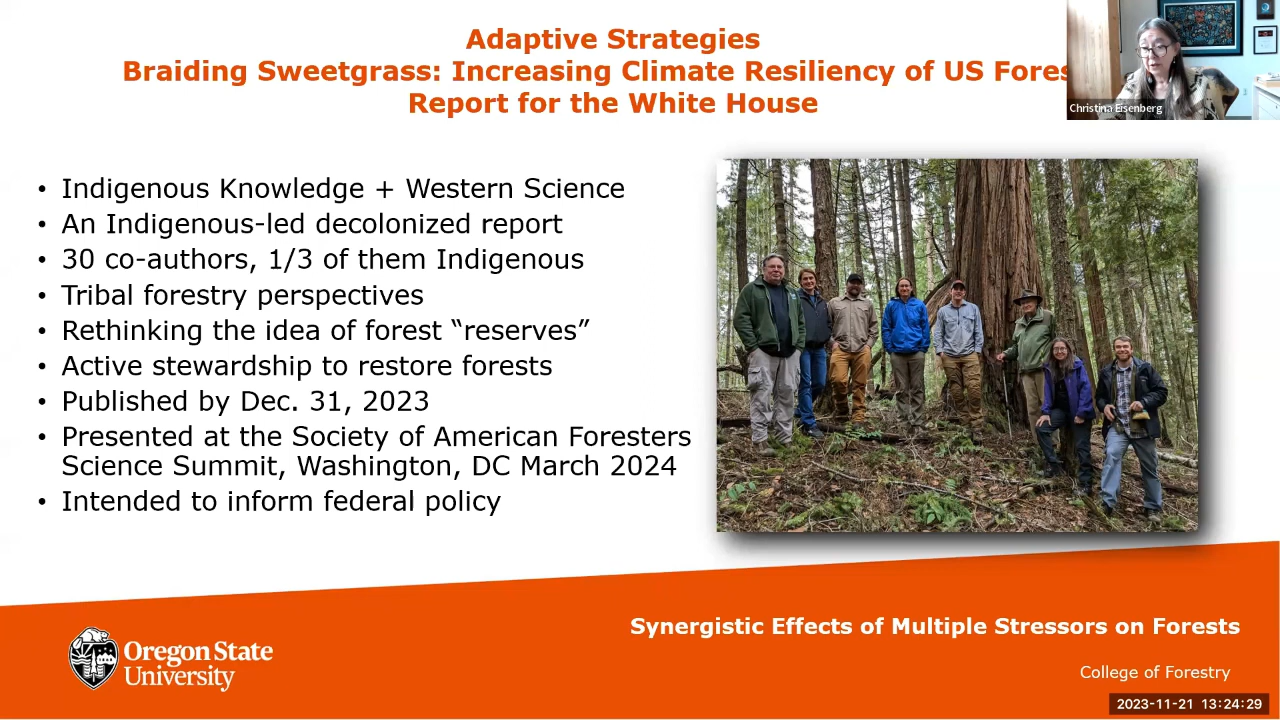 Adaptive Strategies
Braiding Sweetgrass: Increasing Climate Resiliency of US Fores
Report for the White House
Christina Eisenberg
• Indigenous Knowledge + Western Science
• An Indigenous-led decolonized report
• 30 co-authors, 1/3 of them Indigenous
• Tribal forestry perspectives
• Rethinking the idea of forest “reserves”
• Active stewardship to restore forests
• Published by Dec. 31, 2023
• Presented at the Society of American Foresters
Science Summit, Washington, DC March 2024
• Intended to inform federal policy
Synergistic Effects of Multiple Stressors on Forests
Oregon State
University
College of Forestry
2023-11-21 13:24:29